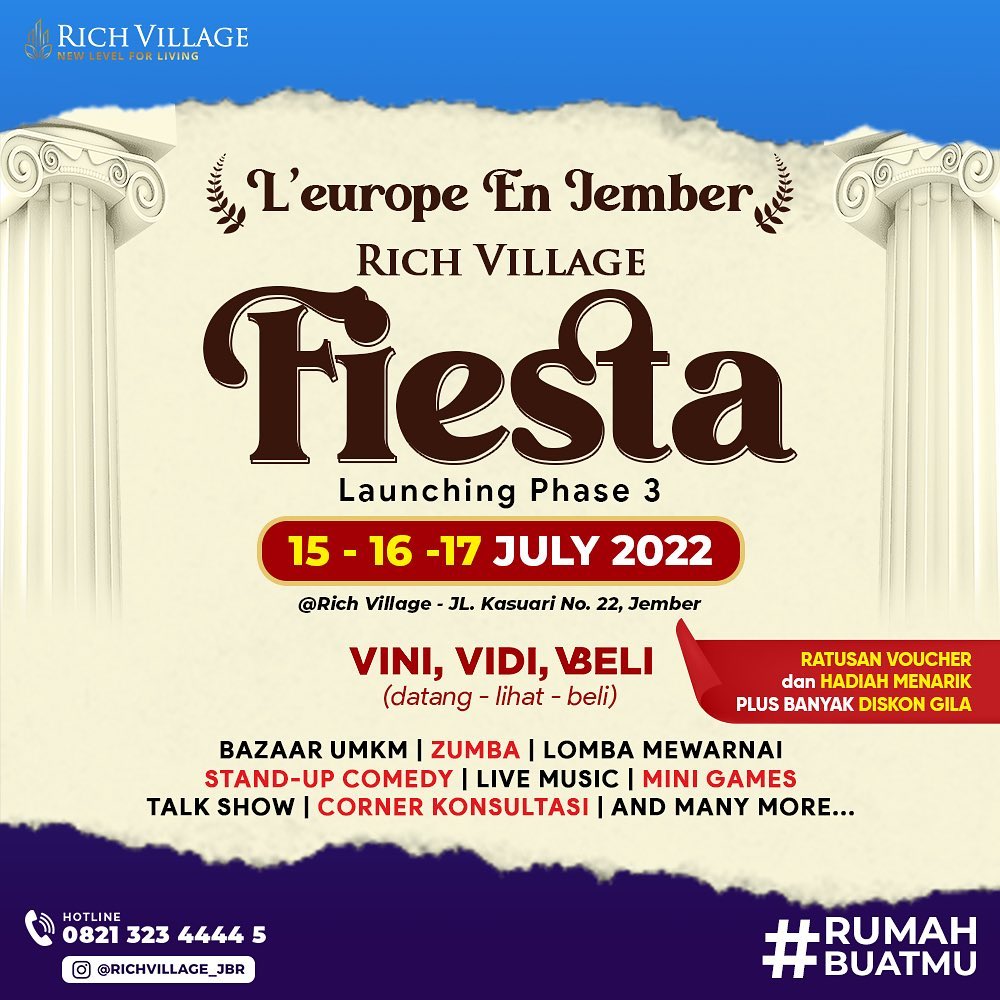 RICH VILLAGE
NEW LEVEL FOR LIVING
L'europe En Jember
RICH VILLAGE
Fiesta
Launching Phase 3
15 - 16 -17 JULY 2022
@Rich Village - JL. Kasuari No. 22, Jember
VINI, VIDI, VBELI
(datang - lihat - beli)
RATUSAN VOUCHER
dan HADIAH MENARIK
PLUS BANYAK DISKON GILA
BAZAAR UMKM | ZUMBA | LOMBA MEWARNAI
STAND-UP COMEDY | LIVE MUSIC | MINI GAMES
TALK SHOW | CORNER KONSULTASI | AND MANY MORE...
HOTLINE
0821 323 4444 5
@RICHVILLAGE_JBR
#RUMAH
BUATMU